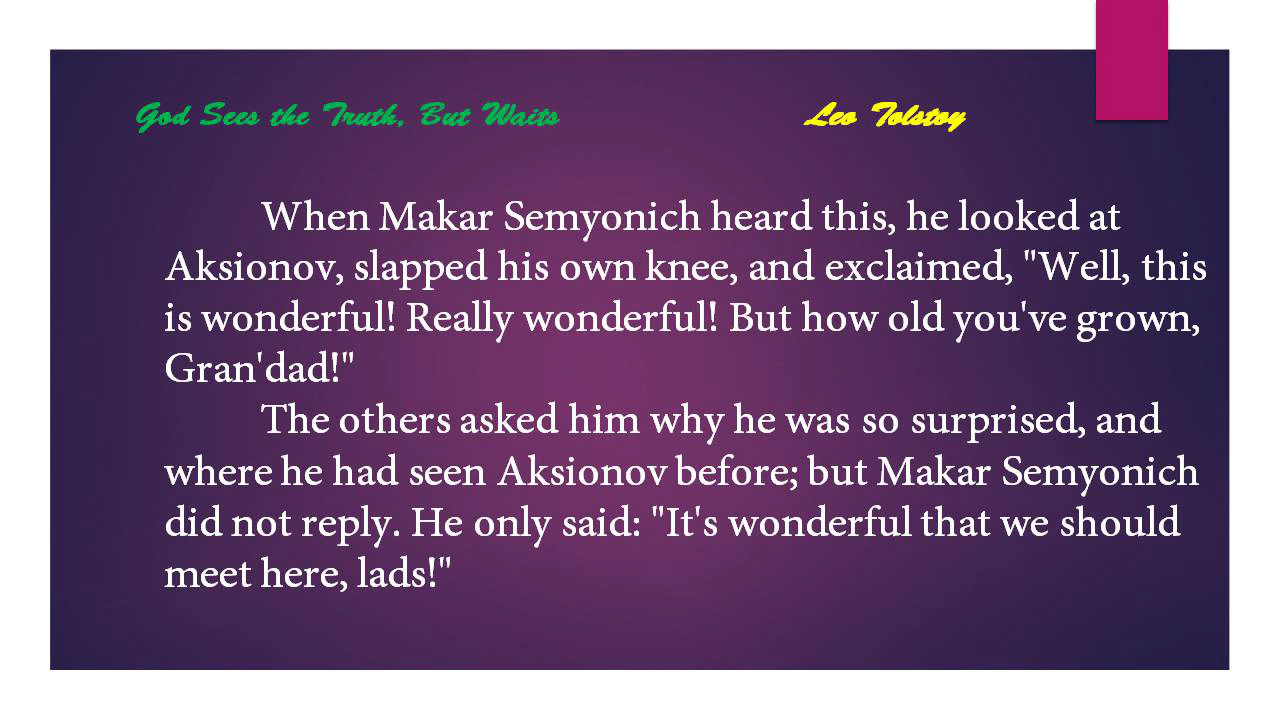 God Sees the Truth, But Waits Leo Tolstoy
When Makar Semyonich heard this, he looked at
Aksionov, slapped his own knee, and exclaimed, "Well, this
is wonderful! Really wonderful! But how old you've grown,
Gran'dad!"
The others asked him why he was so surprised, and
where he had seen Aksionov before; but Makar Semyonich
did not reply. He only said: "It's wonderful that we should
meet here, lads!"